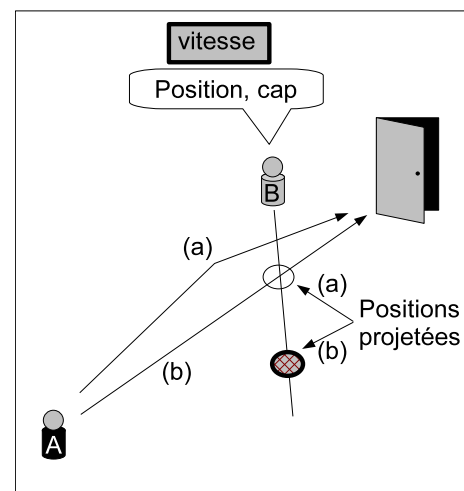 vitesse
Position, cap
B
(a)
(a)
Positions
projetées
(b)
(b)
A